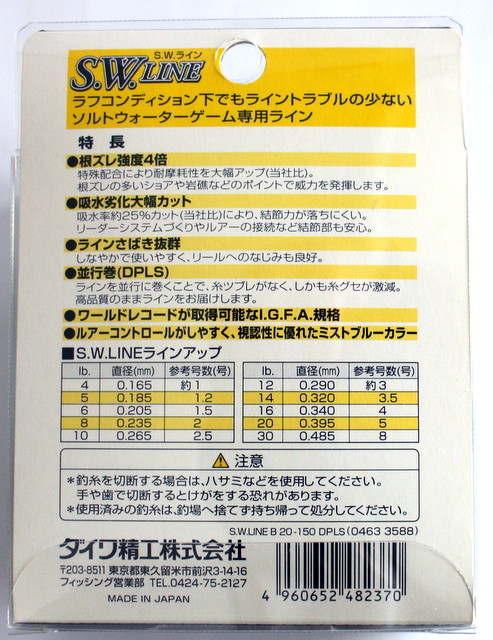 S.W.ライン
S.W.LINE
ラフコンディション下でもライントラブルの少ない
ソルトウォーターゲーム専用ライン
特長
●根ズレ強度4倍
特殊配合により耐摩耗性を大幅アップ(当社比)。
根ズレの多いショアや岩礁などのポイントで威力を発揮します。
●吸水劣化大幅カット
吸水率約25%カット(当社比)により、結節力が落ちにくい。
リーダーシステムづくりやルアーの接続など結節部も安心。
●ラインさばき抜群
しなやかで使いやすく、リールへのなじみも良好。
●並行巻(DPLS)
ラインを並行に巻くことで、糸ツブレがなく、しかも糸グセが激減。
高品質のままラインをお届けします。
●ワールドレコードが取得可能なI.G.F.A.規格
●ルアーコントロールがしやすく、視認性に優れたミストブルーカラー
■S.W.LINEラインアップ
lb. 直径(mm) 参考号数(号) lb. 直径(mm) 参考号数(号)
4 0.165 約1 12 0.290 約3
5 0.185 1.2 14 0.320 3.5
6 0.205 1.5 16 0.340 4
8 0.235 2 20 0.395 5
10 0.265 2.5 30 0.485 8
⚠注意
*釣糸を切断する場合は、ハサミなどを使用してください。
手や歯で切断するとけがをする恐れがあります。
*使用済みの釣糸は、釣場へ捨てず持ち帰って処分してください。
S.W.LINE B 20-150 DPLS (0463 3588)
ダイワ精工株式会社
〒203-8511 東京都東久留米市前沢3-14-16
フィッシング営業部 TEL.0424-75-2127
MADE IN JAPAN
4 960652 482370